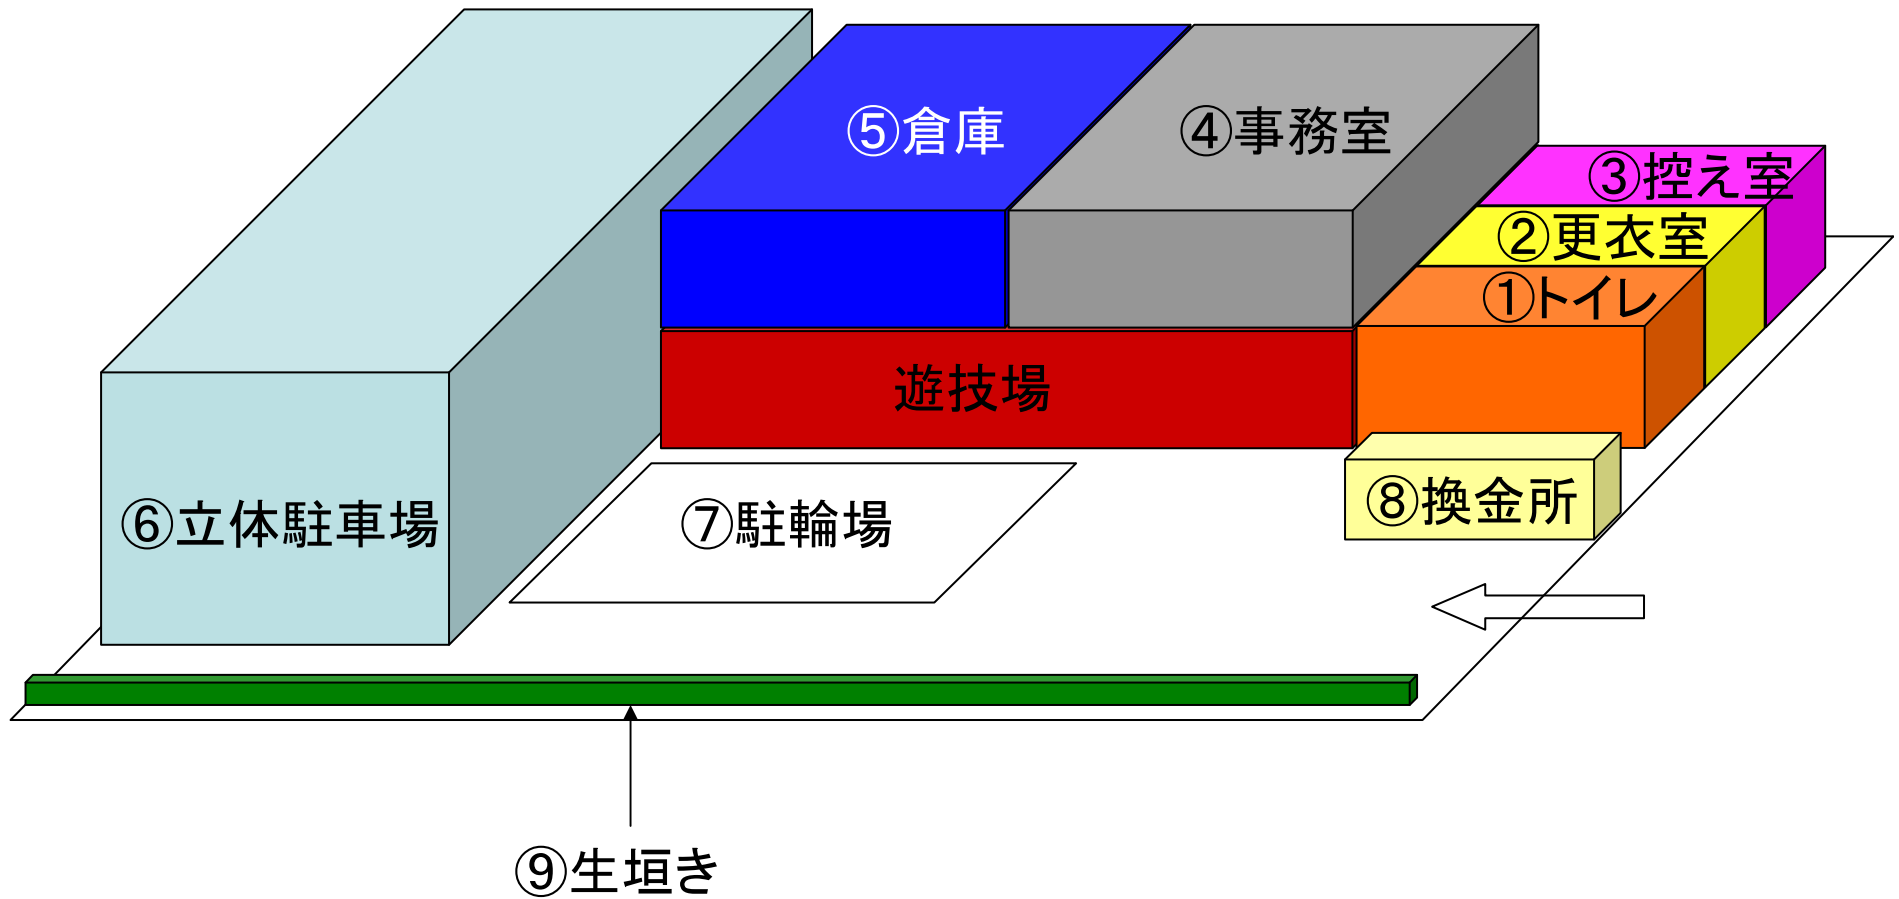 ⑤倉庫
④事務室
③控え室
②更衣室
①トイレ
遊技場
⑥立体駐車場
⑦駐輪場
⑧換金所
⑨生垣き